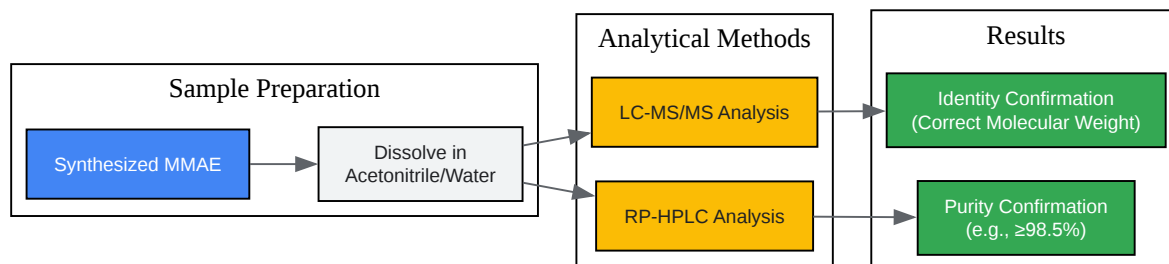 Sample Preparation
Synthesized MMAE
Dissolve in
Acetonitrile/Water
Analytical Methods
LC-MS/MS Analysis
RP-HPLC Analysis
Results
Identity Confirmation
(Correct Molecular Weight)
Purity Confirmation
(e.g., ≥98.5%)